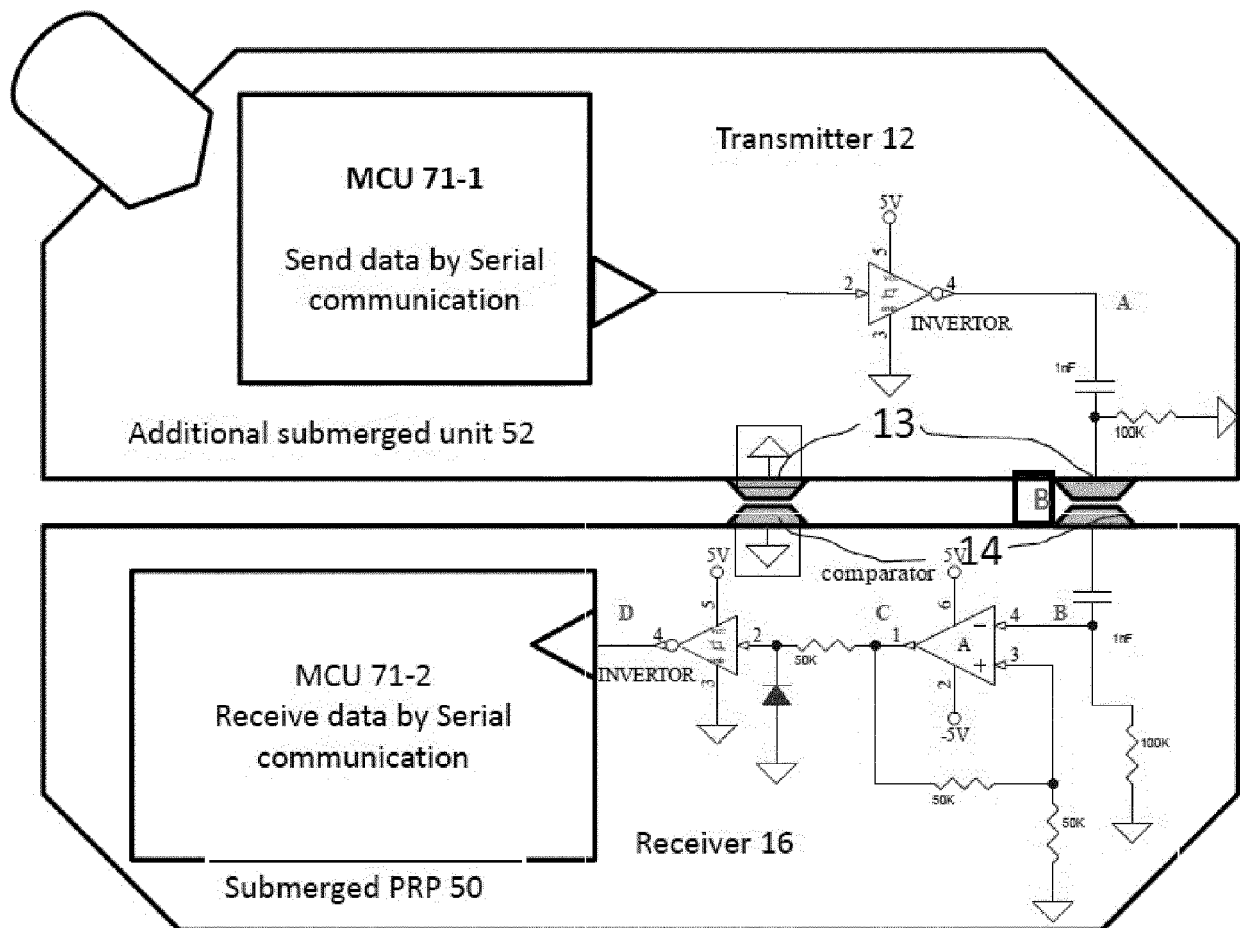 Transmitter 12
MCU 71-1
Send data by Serial
communication
5V
5
2
4
3
INVERTOR
A
1nF
100K
13
Additional submerged unit 52
B
14
comparator
5V
5V
5
6
D
4
2
C
1
A
4
B
3
1nF
50K
INVERTOR
3
2
-5V
MCU 71-2
Receive data by Serial
communication
100K
50K
50K
Receiver 16
Submerged PRP 50